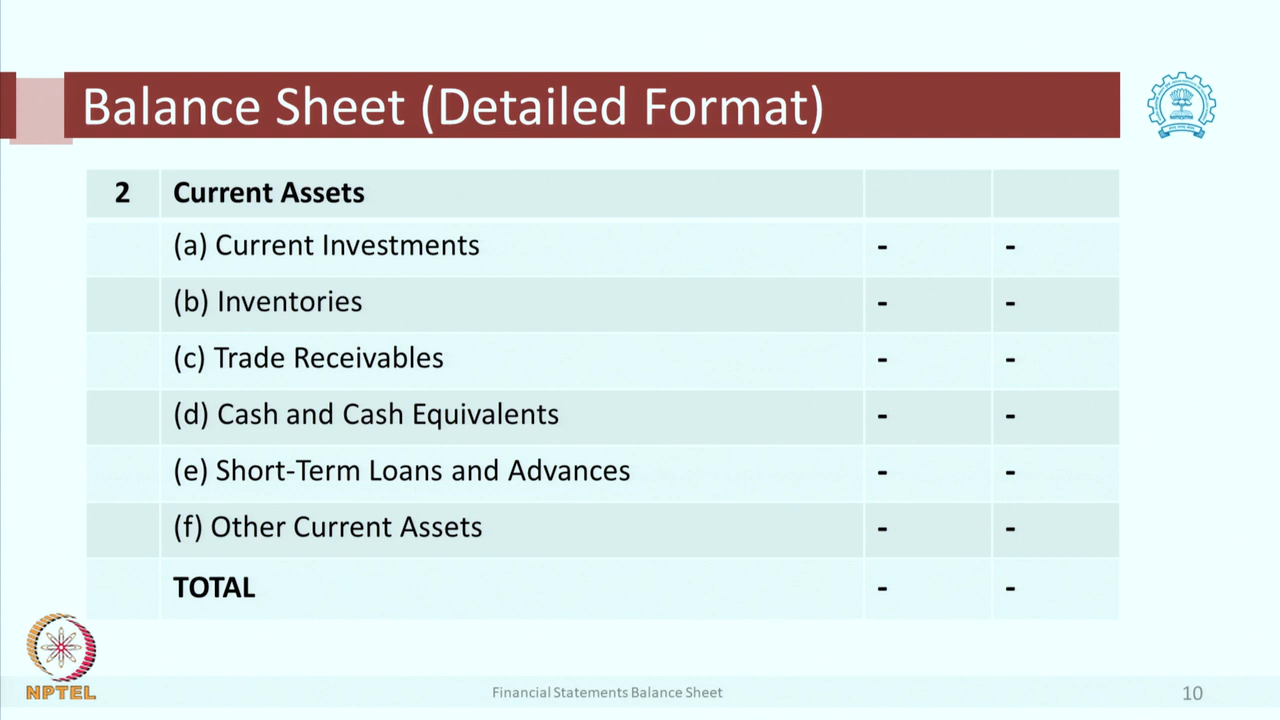 Balance Sheet (Detailed Format)
2 Current Assets
(a) Current Investments - -
(b) Inventories - -
(c) Trade Receivables - -
(d) Cash and Cash Equivalents - -
(e) Short-Term Loans and Advances - -
(f) Other Current Assets - -
TOTAL - -
NPTEL
Financial Statements Balance Sheet
10